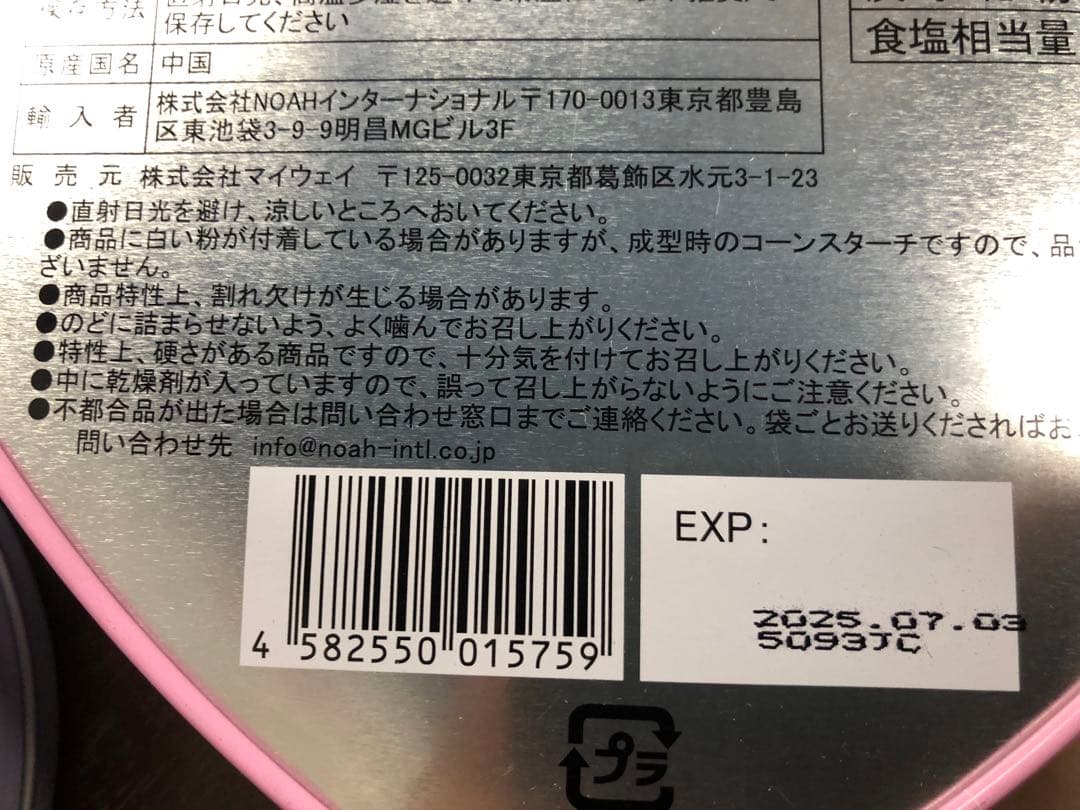 保存方法
保存してください
食塩相当量
原産国名 中国
輸入者 株式会社NOAHインターナショナル〒170-0013東京都豊島
区東池袋3-9-9明昌MGビル3F
販売元 株式会社マイウェイ 〒125-0032東京都葛飾区水元3-1-23
●直射日光を避け、涼しいところへおいてください。
●商品に白い粉が付着している場合がありますが、成型時のコーンスターチですので、品
ざいません。
●商品特性上、割れ欠けが生じる場合があります。
●のどに詰まらせないよう、よく噛んでお召し上がりください。
●特性上、硬さがある商品ですので、十分気を付けてお召し上がりください。
●中に乾燥剤が入っていますので、誤って召し上がらないようにご注意ください。
●不都合品が出た場合は問い合わせ窓口までご連絡ください。袋ごとお送りくださればお
問い合わせ先 info@noah-intl.co.jp
4 582550 015759
EXP:
2025.07.03
5093JC
プラ